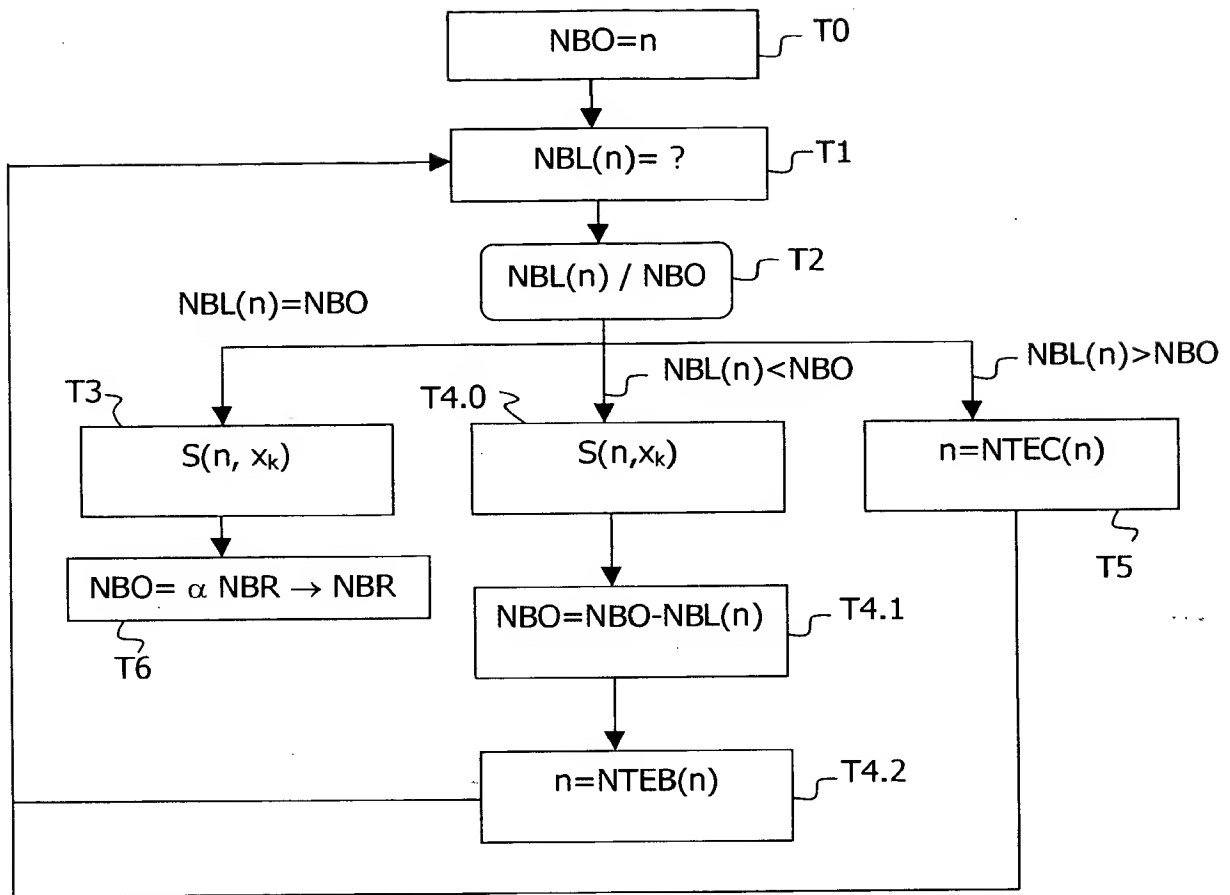 NBO=n
T0
NBL(n)= ?
T1
NBL(n) / NBO
T2
NBL(n)=NBO
NBL(n)<NBO
NBL(n)>NBO
T3
S(n, xk)
T4.0
S(n,xk)
n=NTEC(n)
T5
NBO= α NBR → NBR
T6
NBO=NBO-NBL(n)
T4.1
n=NTEB(n)
T4.2